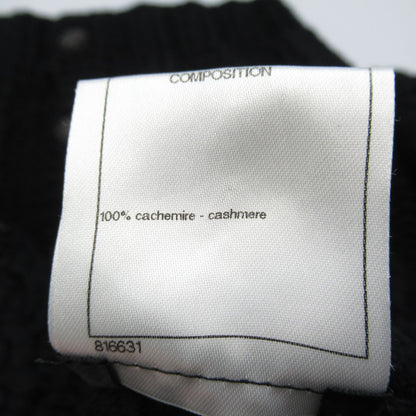 COMPOSITION
100% cachemire - cashmere
816631